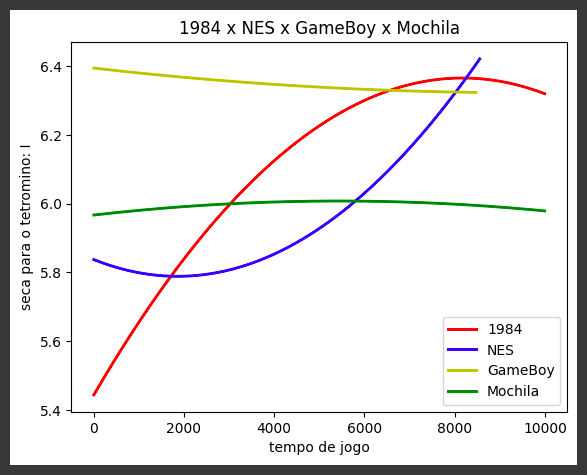 1984 x NES x GameBoy x Mochila
6.4
6.2
6.0
5.8
5.6
5.4
seca para o tetromino: I
0
2000
4000
6000
8000
10000
tempo de jogo
1984
NES
GameBoy
Mochila